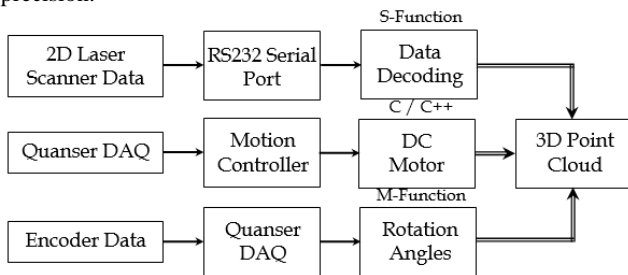 precision.
S-Function
2D Laser
Scanner Data
RS232 Serial
Port
Data
Decoding
C / C++
Quanser DAQ
Motion
Controller
DC
Motor
3D Point
Cloud
M-Function
Encoder Data
Quanser
DAQ
Rotation
Angles